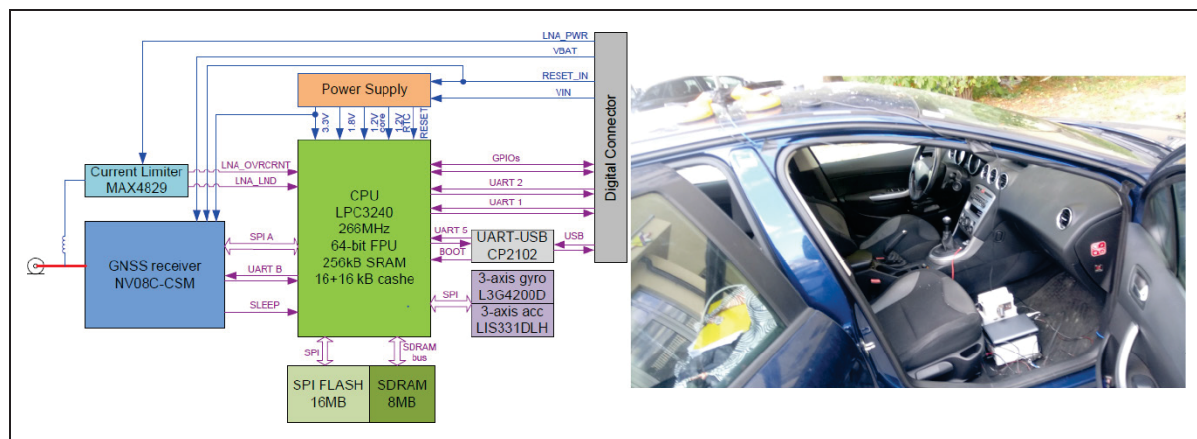 LNA_PWR
VBAT
RESET_IN
VIN
Power Supply
3.3V
1.8V
1.2V
core
1.2V
RTC
RESET
Digital Connector
Current Limiter
MAX4829
LNA_OVRCRNT
LNA_LND
CPU
LPC3240
266MHz
64-bit FPU
256kB SRAM
16+16 kB cashe
GPIOs
UART 2
UART 1
UART 5
BOOT
UART-USB
CP2102
USB
GNSS receiver
NV08C-CSM
SPI A
UART B
SLEEP
SPI
3-axis gyro
L3G4200D
3-axis acc
LIS331DLH
SPI
SDRAM
bus
SPI FLASH
16MB
SDRAM
8MB